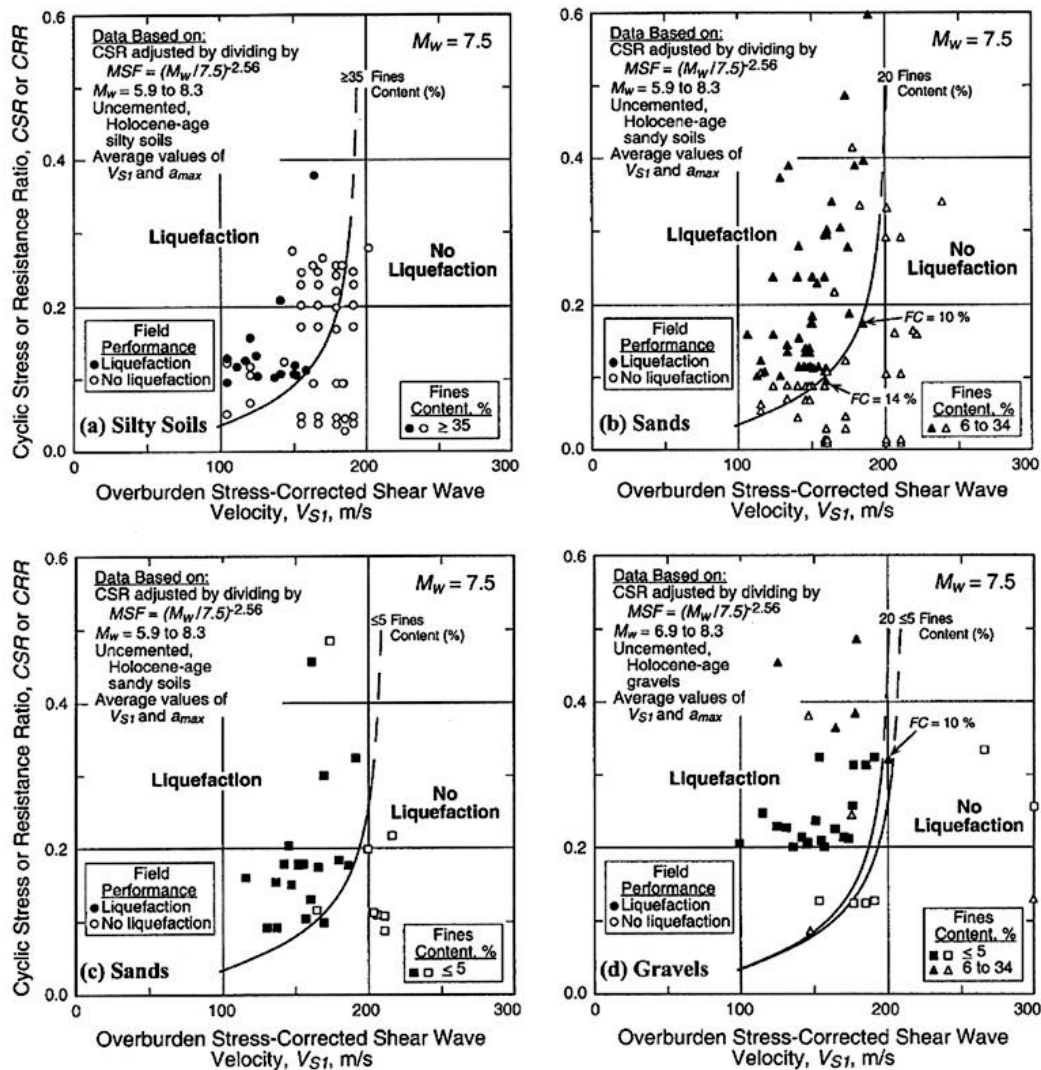 Cyclic Stress or Resistance Ratio, CSR or CRR
0.6
0.4
0.2
0.0
Data Based on:
CSR adjusted by dividing by
MSF = (Mw/7.5)-2.56
Mw = 5.9 to 8.3
Uncemented,
Holocene-age
silty soils
Average values of
VS1 and amax
Mw = 7.5
≥35 Fines
Content (%)
Liquefaction
No
Liquefaction
Field
Performance
Liquefaction
No liquefaction
(a) Silty Soils
Fines
Content, %
≥ 35
0
100
200
300
Overburden Stress-Corrected Shear Wave
Velocity, VS1, m/s
(b)
0.6
0.4
0.2
0.0
Data Based on:
CSR adjusted by dividing by
MSF = (Mw/7.5)-2.56
Mw = 5.9 to 8.3
Uncemented,
Holocene-age
sandy soils
Average values of
VS1 and amax
Mw = 7.5
20 Fines
Content (%)
Liquefaction
No
Liquefaction
FC = 10 %
FC = 14 %
Field
Performance
Liquefaction
No liquefaction
(b) Sands
Fines
Content, %
6 to 34
0
100
200
300
Overburden Stress-Corrected Shear Wave
Velocity, VS1, m/s
Cyclic Stress or Resistance Ratio, CSR or CRR
0.6
0.4
0.2
0.0
Data Based on:
CSR adjusted by dividing by
MSF = (Mw/7.5)-2.56
Mw = 5.9 to 8.3
Uncemented,
Holocene-age
sandy soils
Average values of
VS1 and amax
Mw = 7.5
≤5 Fines
Content (%)
Liquefaction
No
Liquefaction
Field
Performance
Liquefaction
No liquefaction
(c) Sands
Fines
Content, %
≤ 5
0
100
200
300
Overburden Stress-Corrected Shear Wave
Velocity, VS1, m/s
0.6
0.4
0.2
0.0
Data Based on:
CSR adjusted by dividing by
MSF = (Mw/7.5)-2.56
Mw = 6.9 to 8.3
Uncemented,
Holocene-age
gravels
Average values of
VS1 and amax
Mw = 7.5
20 ≤5 Fines
Content (%)
FC = 10 %
Liquefaction
No
Liquefaction
Field
Performance
Liquefaction
No liquefaction
(d) Gravels
Fines
Content, %
≤ 5
6 to 34
0
100
200
300
Overburden Stress-Corrected Shear Wave
Velocity, VS1, m/s